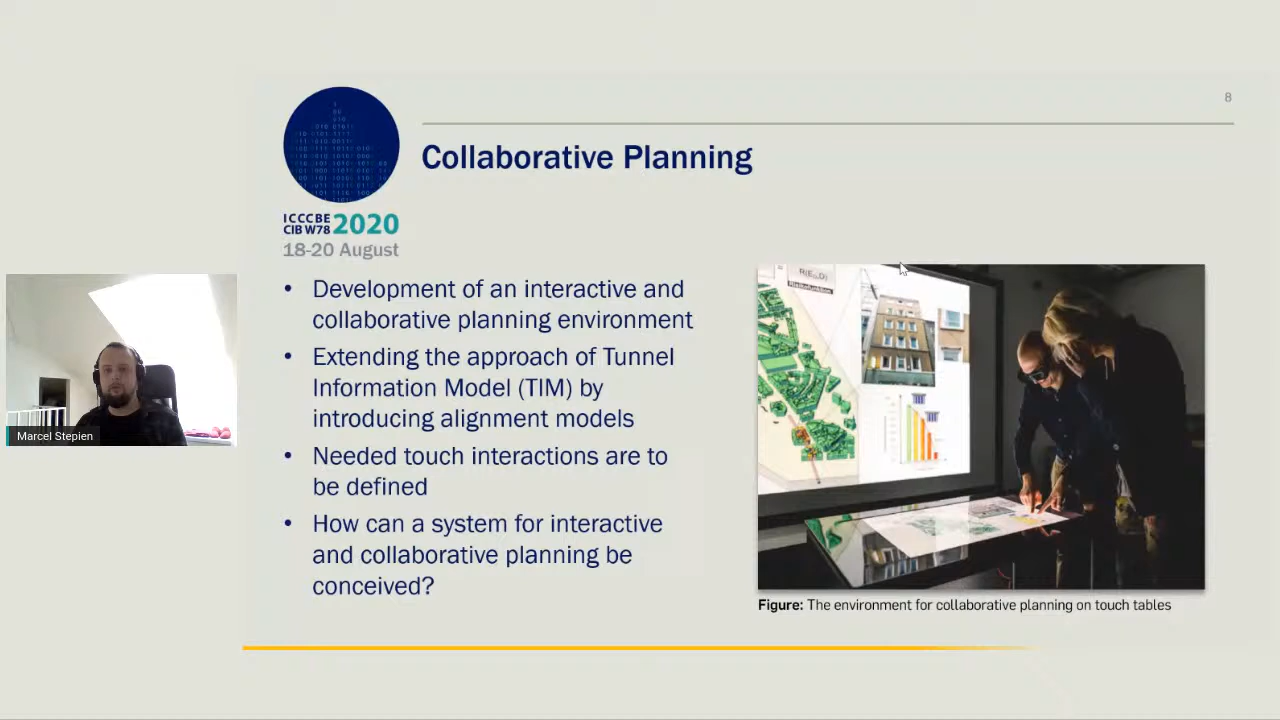 8
Collaborative Planning
ICCCBE
CIB W78 2020
18-20 August
• Development of an interactive and
collaborative planning environment
• Extending the approach of Tunnel
Information Model (TIM) by
introducing alignment models
• Needed touch interactions are to
be defined
• How can a system for interactive
and collaborative planning be
conceived?
Marcel Stepien
Figure: The environment for collaborative planning on touch tables